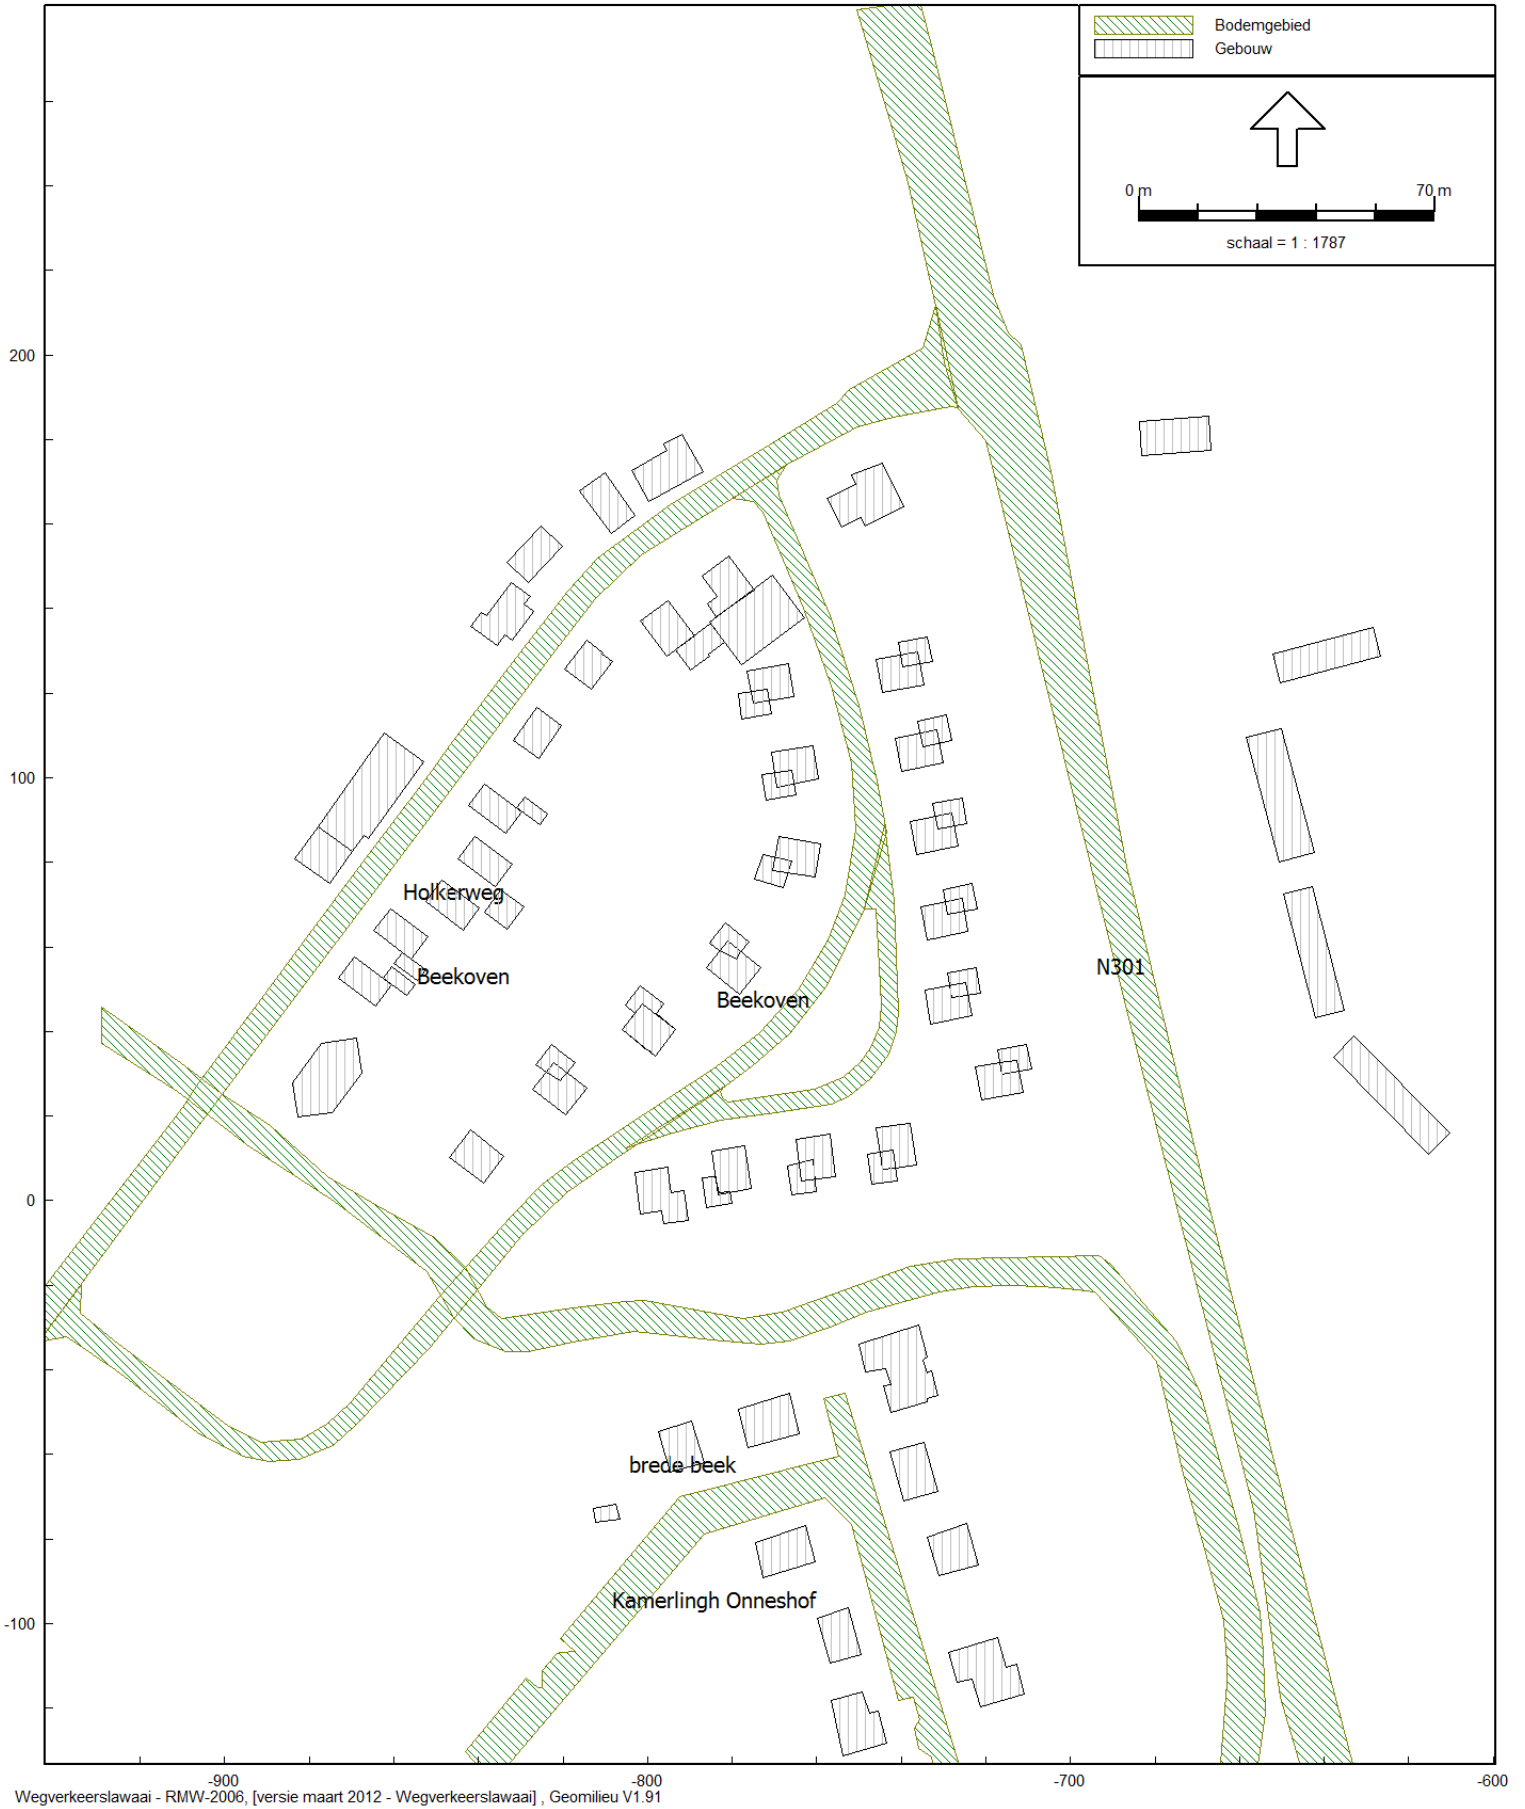 Bodemgebied
Gebouw
0 m 70 m
schaal = 1 : 1787
200
100
Holkerweg
N301
Beekoven
Beekoven
0
brede beek
Kamerlingh Onneshof
-100
-900 -800 -700 -600
Wegverkeerslawaai - RMW-2006, [versie maart 2012 - Wegverkeerslawaai] , Geomilieu V1.91